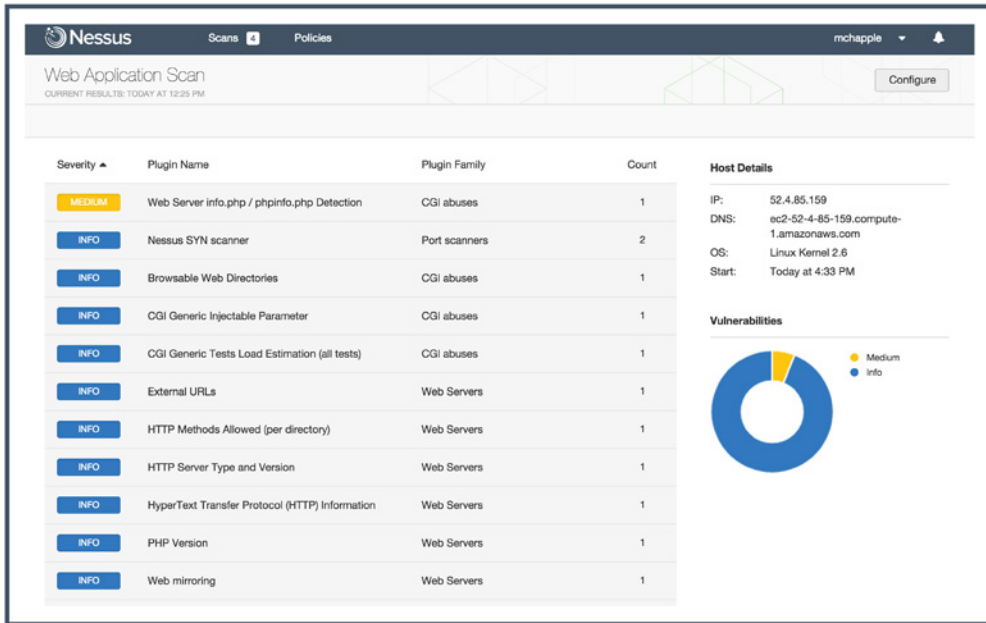 Nessus Scans 4 Policies mchapple
Web Application Scan Configure
CURRENT RESULTS: TODAY AT 12:25 PM
Severity Plugin Name Plugin Family Count
MEDIUM Web Server info.php / phpinfo.php Detection CGI abuses 1
INFO Nessus SYN scanner Port scanners 2
INFO Browsable Web Directories CGI abuses 1
INFO CGI Generic Injectable Parameter CGI abuses 1
INFO CGI Generic Tests Load Estimation (all tests) CGI abuses 1
INFO External URLs Web Servers 1
INFO HTTP Methods Allowed (per directory) Web Servers 1
INFO HTTP Server Type and Version Web Servers 1
INFO HyperText Transfer Protocol (HTTP) Information Web Servers 1
INFO PHP Version Web Servers 1
INFO Web mirroring Web Servers 1
Host Details
IP: 52.4.85.159
DNS: ec2-52-4-85-159.compute-
1.amazonaws.com
OS: Linux Kernel 2.6
Start: Today at 4:33 PM
Vulnerabilities
Medium
Info